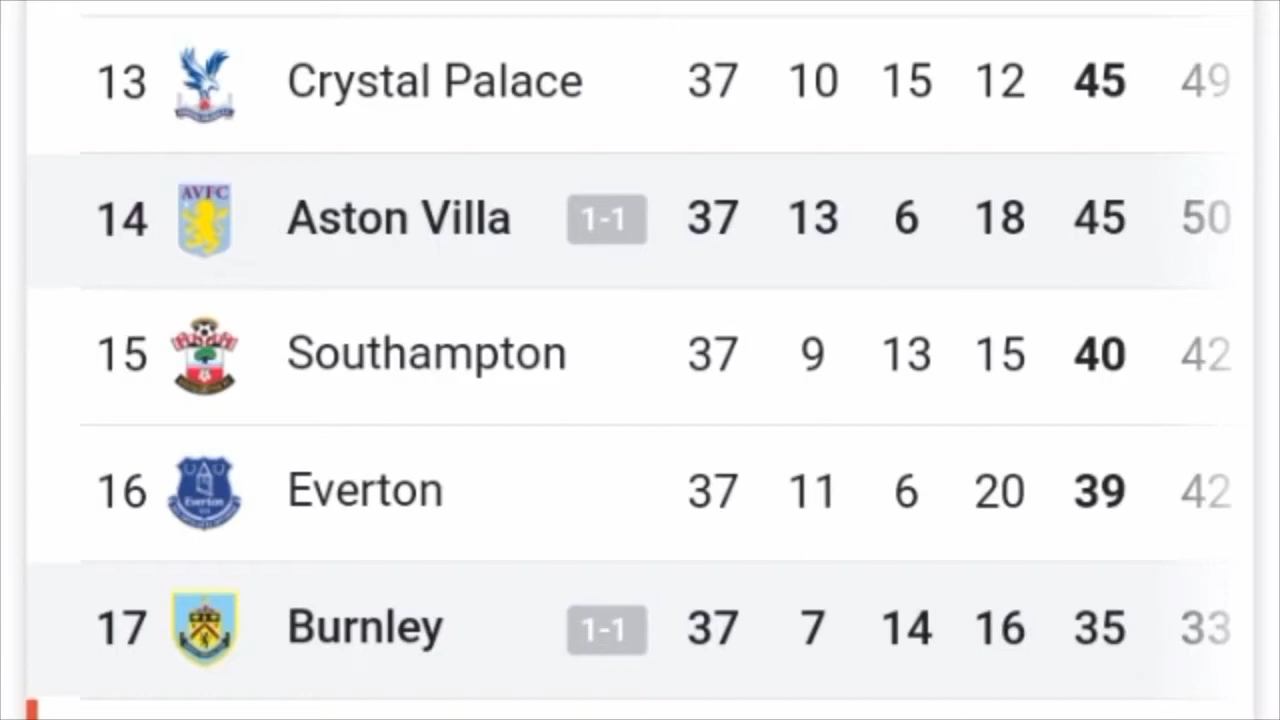 13 Crystal Palace 37 10 15 12 45 49
14 AVFC Aston Villa 1-1 37 13 6 18 45 50
15 Southampton 37 9 13 15 40 42
16 Everton Everton 37 11 6 20 39 42
17 Burnley 1-1 37 7 14 16 35 33